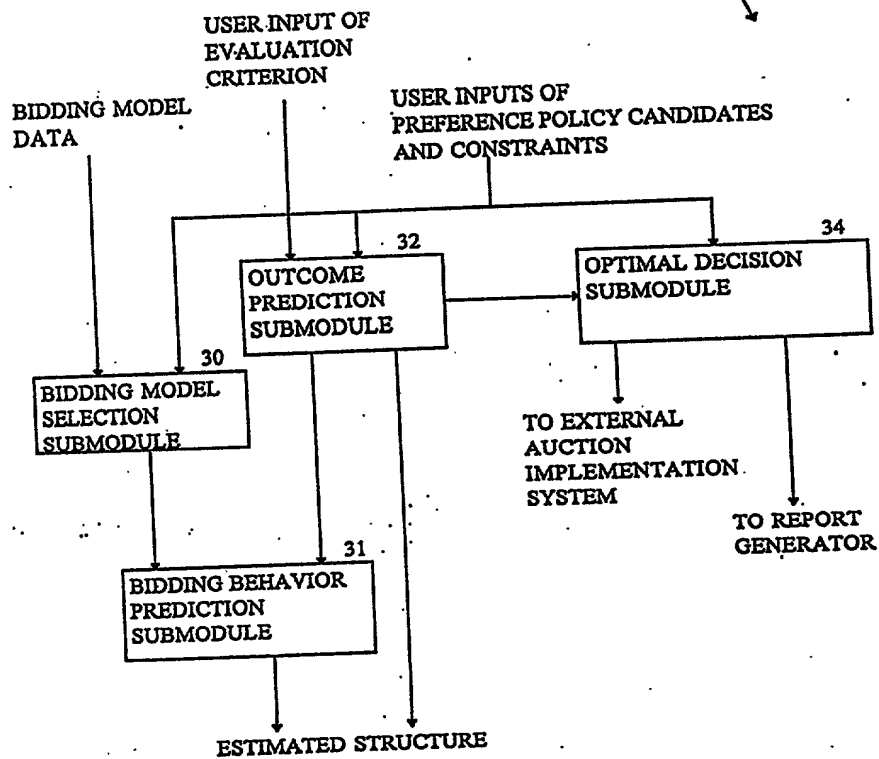 USER INPUT OF
EVALUATION
CRITERION
BIDDING MODEL
DATA
USER INPUTS OF
PREFERENCE POLICY CANDIDATES
AND CONSTRAINTS
32
OUTCOME
PREDICTION
SUBMODULE
34
OPTIMAL DECISION
SUBMODULE
30
BIDDING MODEL
SELECTION
SUBMODULE
TO EXTERNAL
AUCTION
IMPLEMENTATION
SYSTEM
TO REPORT
GENERATOR
31
BIDDING BEHAVIOR
PREDICTION
SUBMODULE
ESTIMATED STRUCTURE